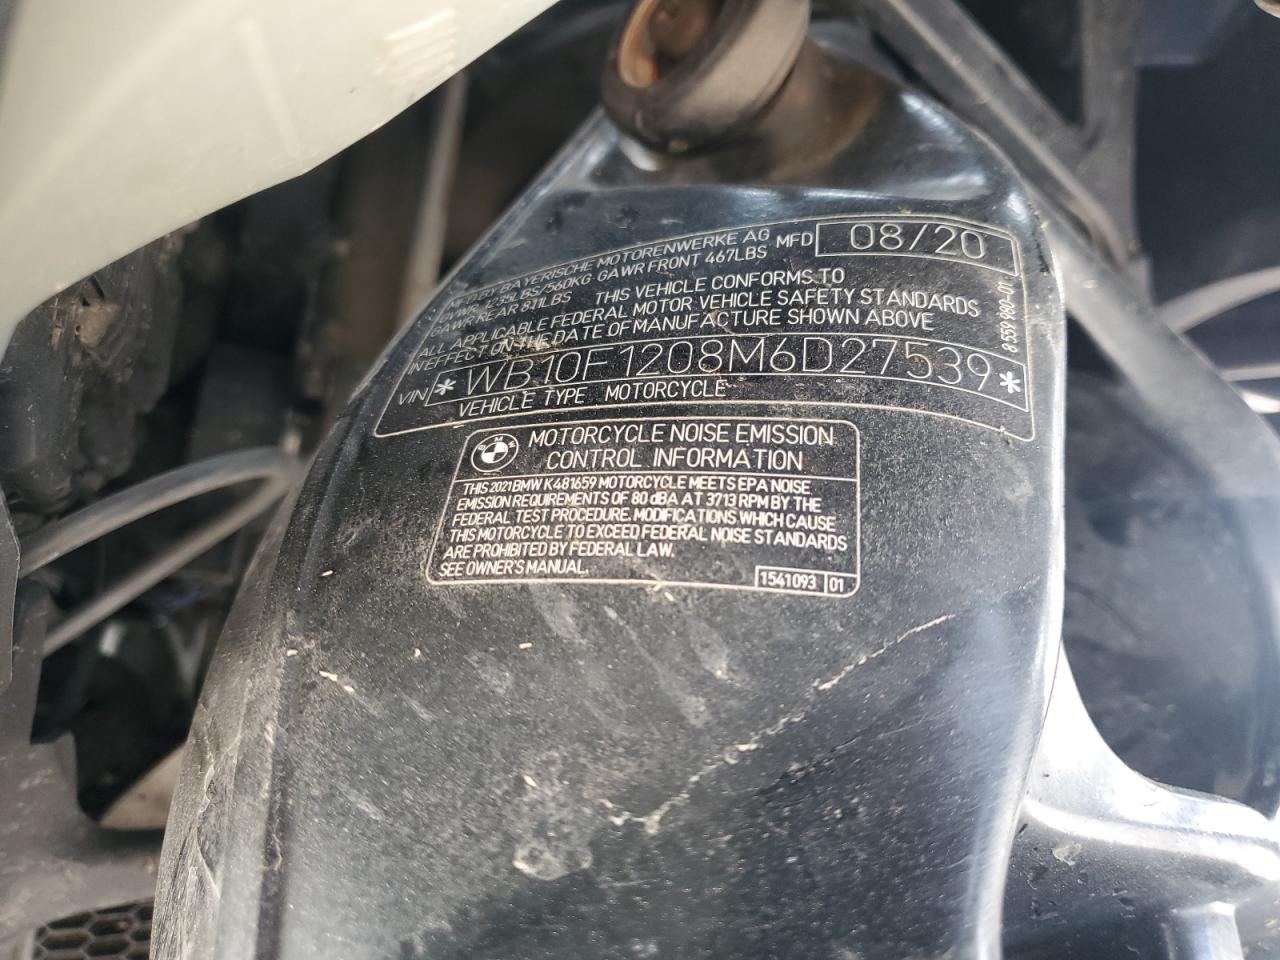 MFD BY BAYERISCHE MOTORENWERKE AG MFD 08/20
GVWR 1235LBS/560KG GAWR FRONT 467LBS
GAWR REAR 811LBS THIS VEHICLE CONFORMS TO
ALL APPLICABLE FEDERAL MOTOR VEHICLE SAFETY STANDARDS
IN EFFECT ON THE DATE OF MANUFACTURE SHOWN ABOVE
8 559 980-01
VIN *WB10F1208M6D27539*
VEHICLE TYPE MOTORCYCLE
BMW
MOTORCYCLE NOISE EMISSION
CONTROL INFORMATION
THIS 2021 BMW K481659 MOTORCYCLE MEETS EPA NOISE
EMISSION REQUIREMENTS OF 80 dBA AT 3713 RPM BY THE
FEDERAL TEST PROCEDURE. MODIFICATIONS WHICH CAUSE
THIS MOTORCYCLE TO EXCEED FEDERAL NOISE STANDARDS
ARE PROHIBITED BY FEDERAL LAW.
SEE OWNER'S MANUAL.
1541093 01